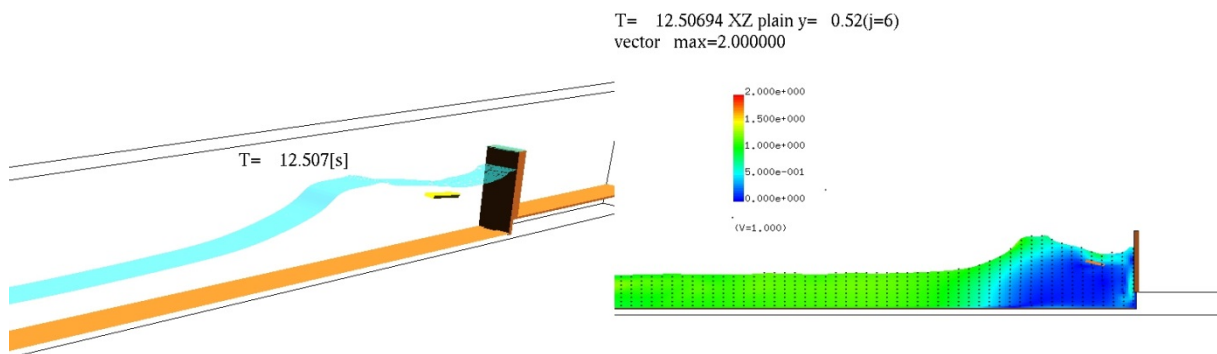 T= 12.507[s]
T= 12.50694 XZ plain y= 0.52(j=6)
vector max=2.000000
2.000e+000
1.500e+000
1.000e+000
5.000e-001
0.000e+000
(V=1.000)